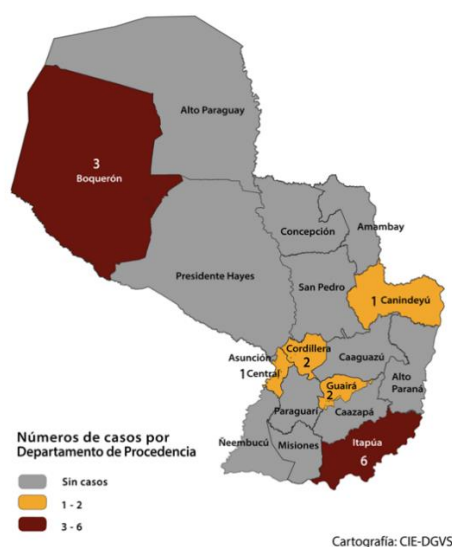 Alto Paraguay
3
Boquerón
Concepción
Amambay
Presidente Hayes
San Pedro
1 Canindeyú
Cordillera
2
Asunción
1 Central
Caaguazú
Alto
Paraná
Guairá
2
Paraguarí
Caazapá
Ñeembucú
Misiones
Itapúa
6
Números de casos por
Departamento de Procedencia
Sin casos
1 - 2
3 - 6
Cartografía: CIE-DGVS